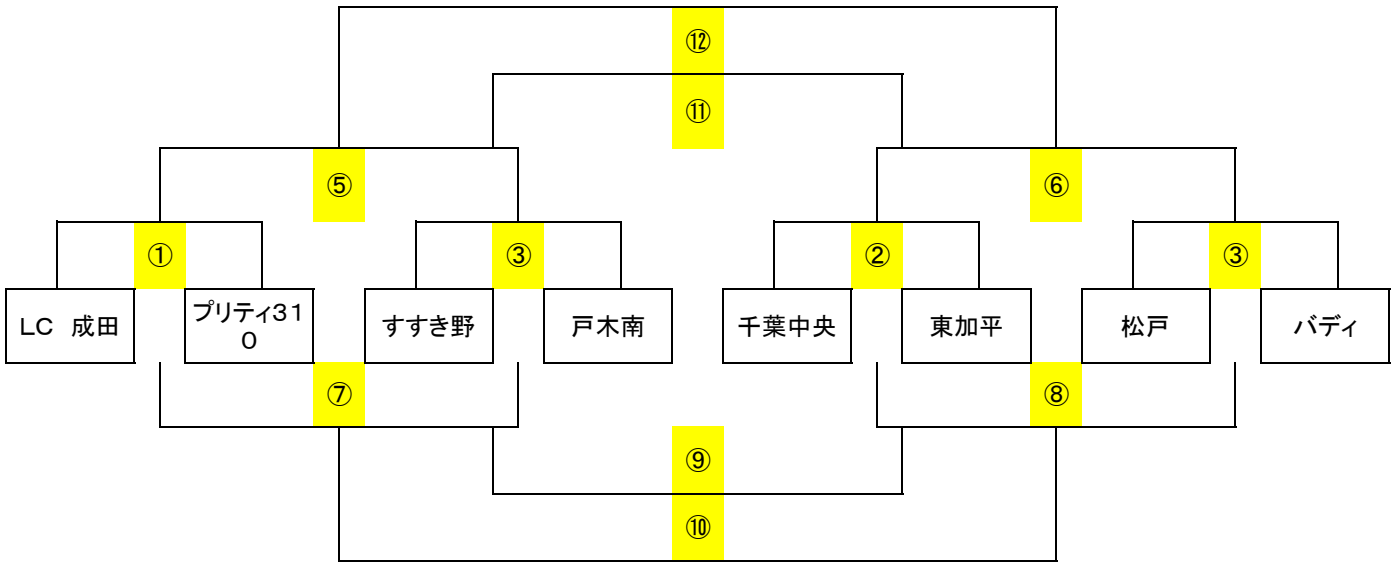 ⑫
⑪
⑤
⑥
①
③
②
③
LC　成田
プリティ31
0
すすき野
戸木南
千葉中央
東加平
松戸
バディ
⑦
⑧
⑨
⑩